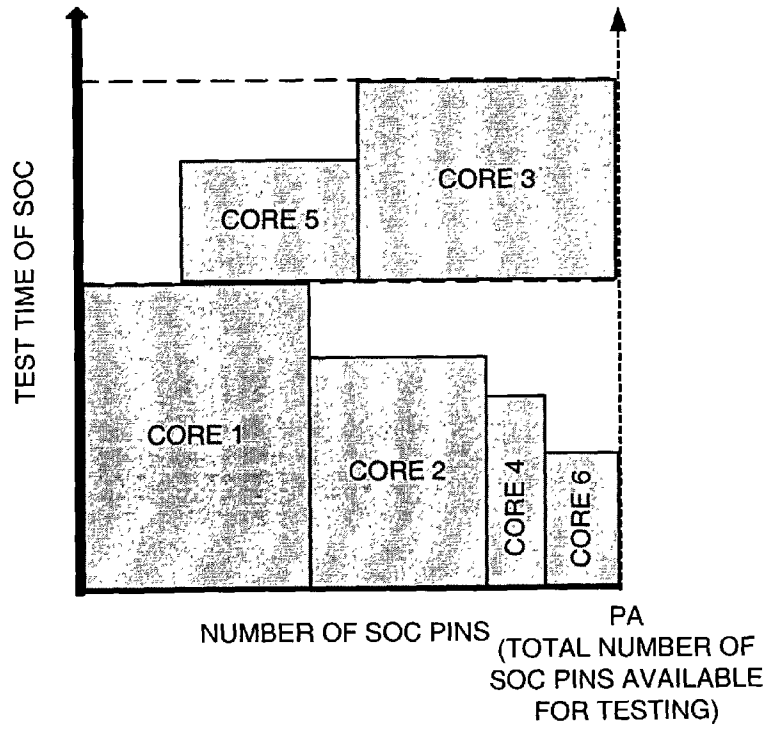 TEST TIME OF SOC
CORE 5
CORE 3
CORE 1
CORE 2
CORE 4
CORE 6
NUMBER OF SOC PINS
PA
(TOTAL NUMBER OF
SOC PINS AVAILABLE
FOR TESTING)